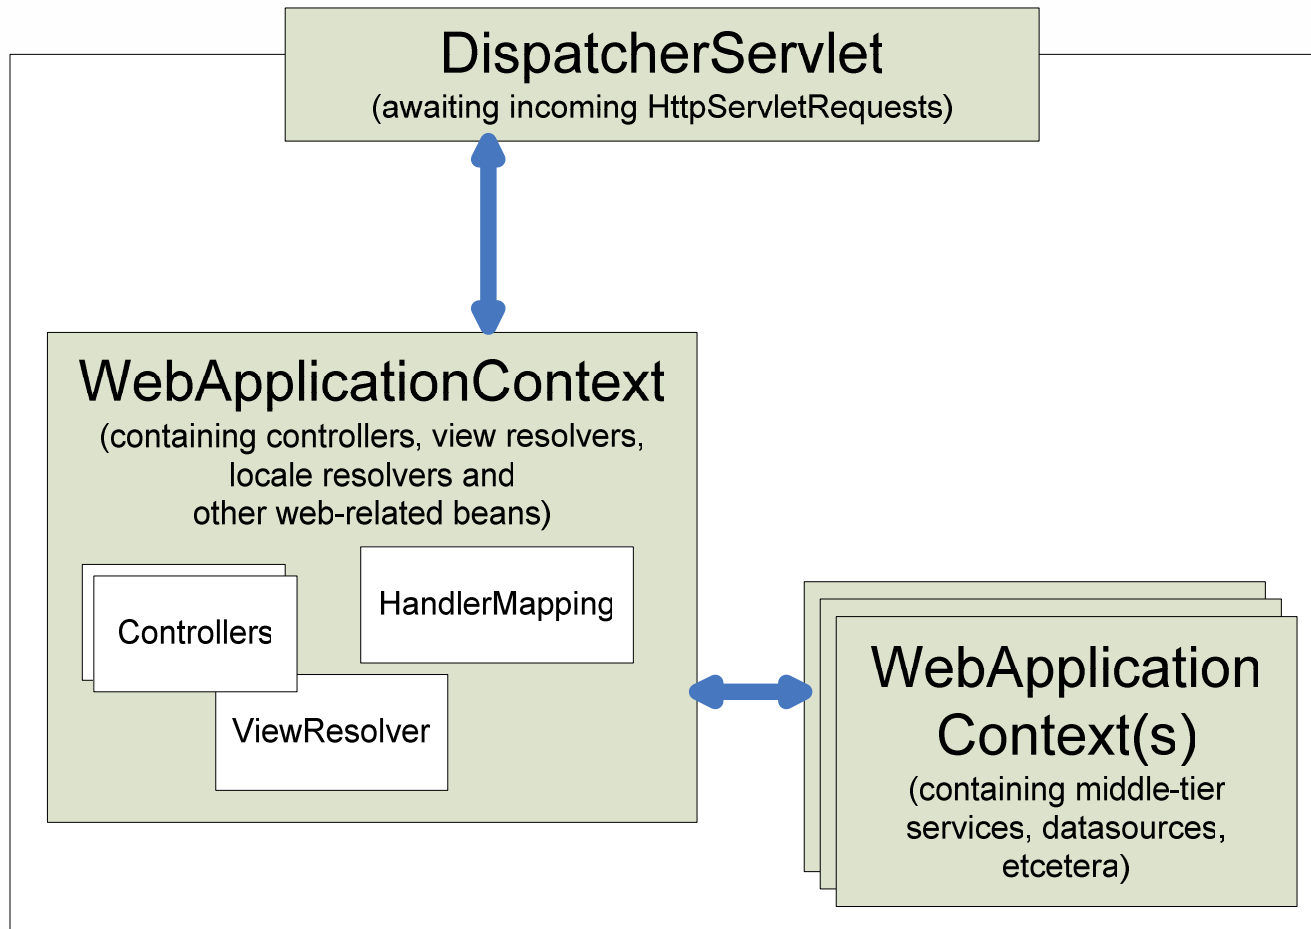 DispatcherServlet
(awaiting incoming HttpServletRequests)
WebApplicationContext
(containing controllers, view resolvers,
locale resolvers and
other web-related beans)
HandlerMapping
Controllers
ViewResolver
WebApplication
Context(s)
(containing middle-tier
services, datasources,
etcetera)